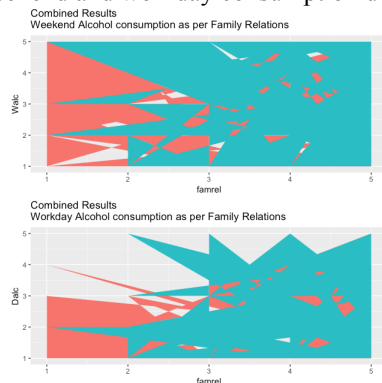 Combined Results
Weekend Alcohol consumption as per Family Relations
5
4
3
2
1
Walc
1 2 3 4 5
famrel
Combined Results
Workday Alcohol consumption as per Family Relations
5
4
3
2
1
Dalc
1 2 3 4 5
famrel